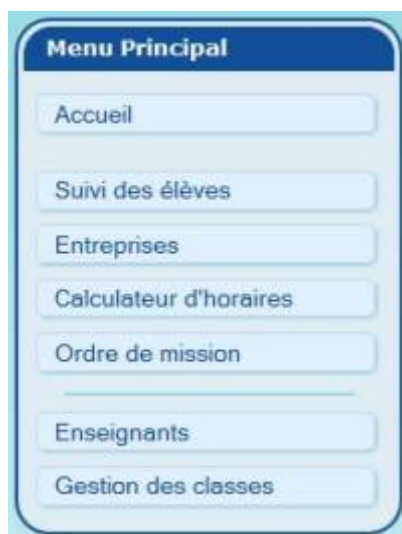 Menu Principal
Accueil
Suivi des élèves
Entreprises
Calculateur d'horaires
Ordre de mission
Enseignants
Gestion des classes